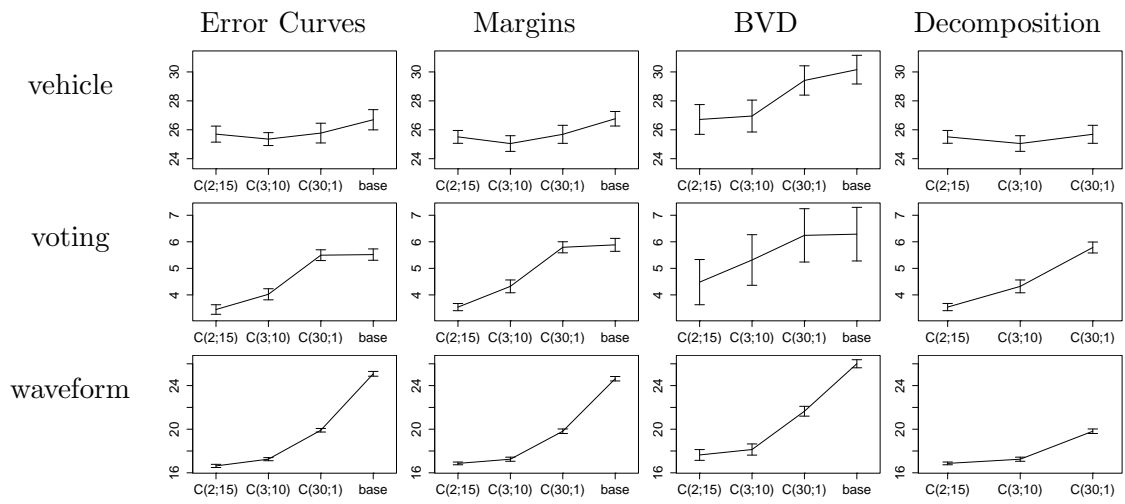 Error Curves Margins BVD Decomposition
vehicle
30
28
26
24
C(2;15) C(3;10) C(30;1) base
30
28
26
24
C(2;15) C(3;10) C(30;1) base
30
28
26
24
C(2;15) C(3;10) C(30;1) base
30
28
26
24
C(2;15) C(3;10) C(30;1)
voting
7
6
5
4
C(2;15) C(3;10) C(30;1) base
7
6
5
4
C(2;15) C(3;10) C(30;1) base
7
6
5
4
C(2;15) C(3;10) C(30;1) base
7
6
5
4
C(2;15) C(3;10) C(30;1)
waveform
24
20
16
C(2;15) C(3;10) C(30;1) base
24
20
16
C(2;15) C(3;10) C(30;1) base
24
20
16
C(2;15) C(3;10) C(30;1) base
24
20
16
C(2;15) C(3;10) C(30;1)